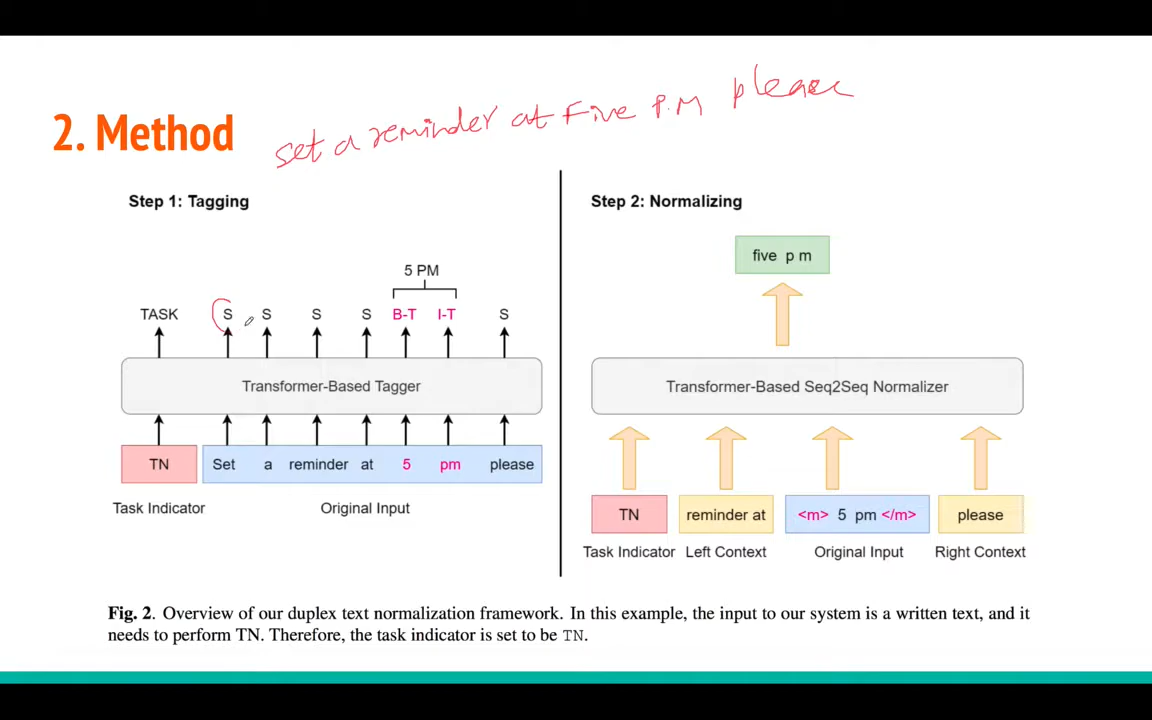 set a reminder at Five P.M please
2. Method
Step 1: Tagging
5 PM
TASK S S S S B-T I-T S
Transformer-Based Tagger
TN Set a reminder at 5 pm please
Task Indicator Original Input
Step 2: Normalizing
five p m
Transformer-Based Seq2Seq Normalizer
TN reminder at <m> 5 pm </m> please
Task Indicator Left Context Original Input Right Context
Fig. 2. Overview of our duplex text normalization framework. In this example, the input to our system is a written text, and it
needs to perform TN. Therefore, the task indicator is set to be TN.